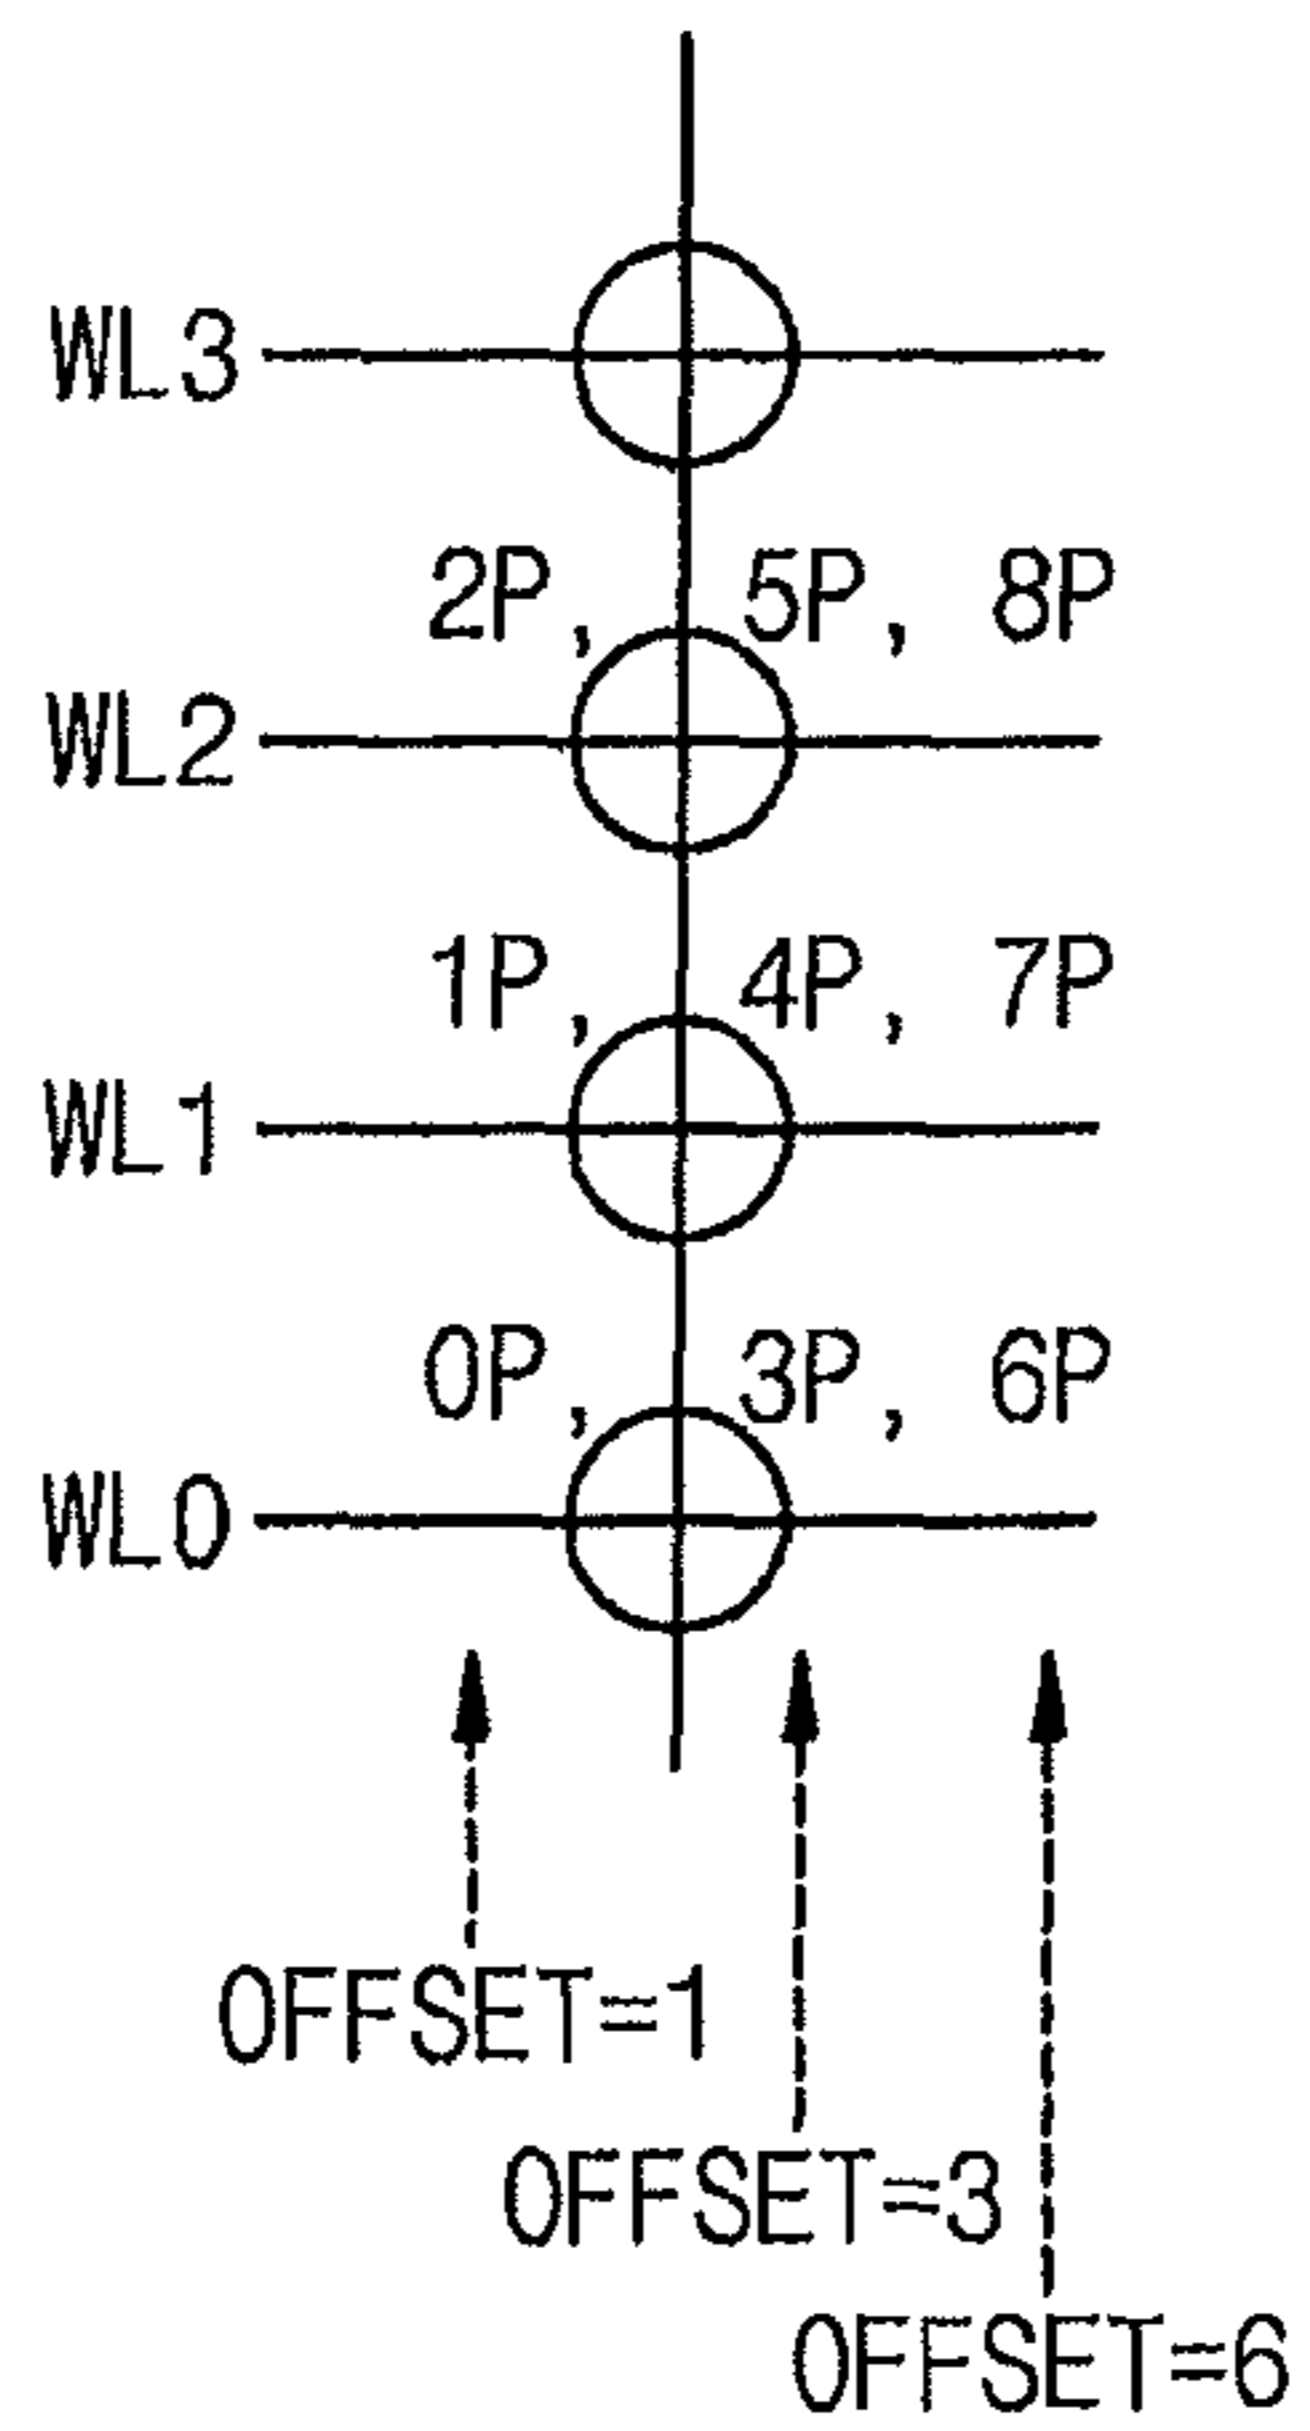 WL3
2P, 5P, 8P
WL2
1P, 4P, 7P
WL1
0P, 3P, 6P
WL0
OFFSET=1
OFFSET=3
OFFSET=6